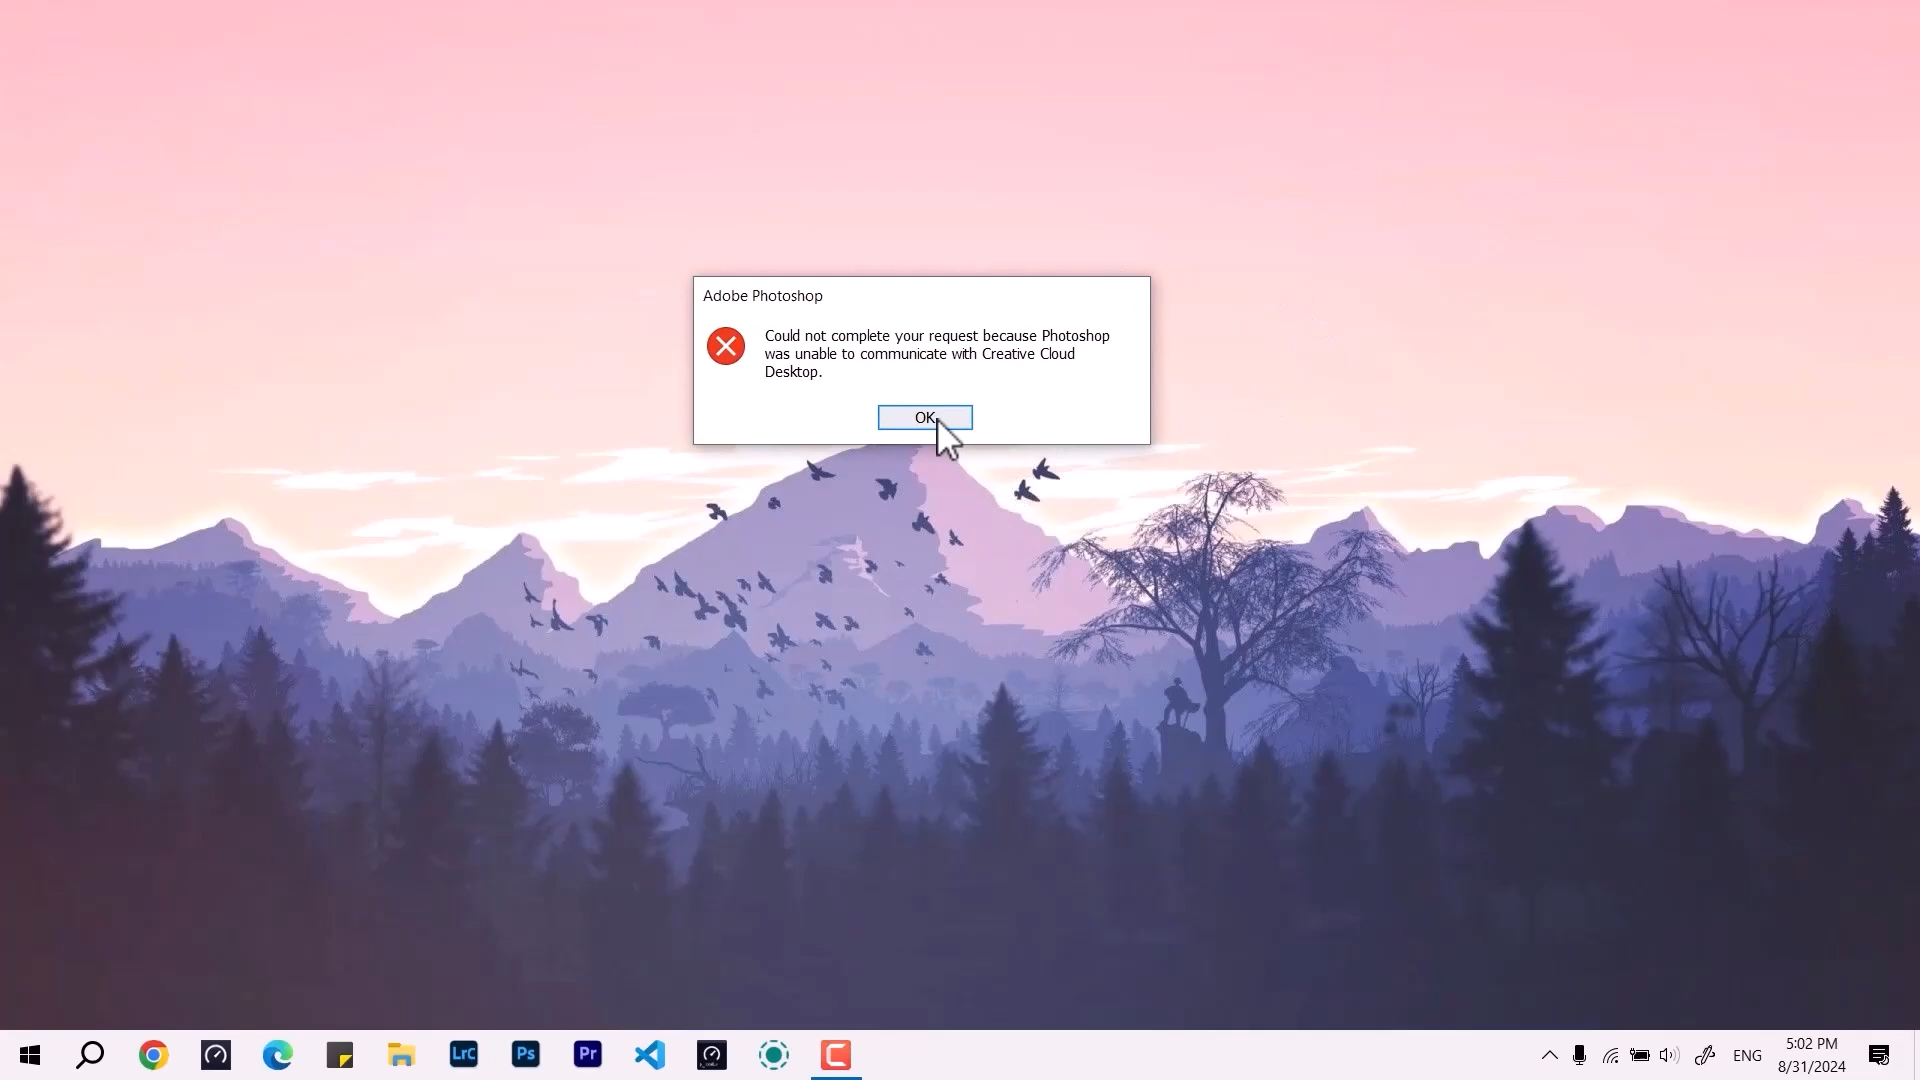 Adobe Photoshop
Could not complete your request because Photoshop
was unable to communicate with Creative Cloud
Desktop.
OK
LrC
Ps
Pr
ENG
5:02 PM
8/31/2024